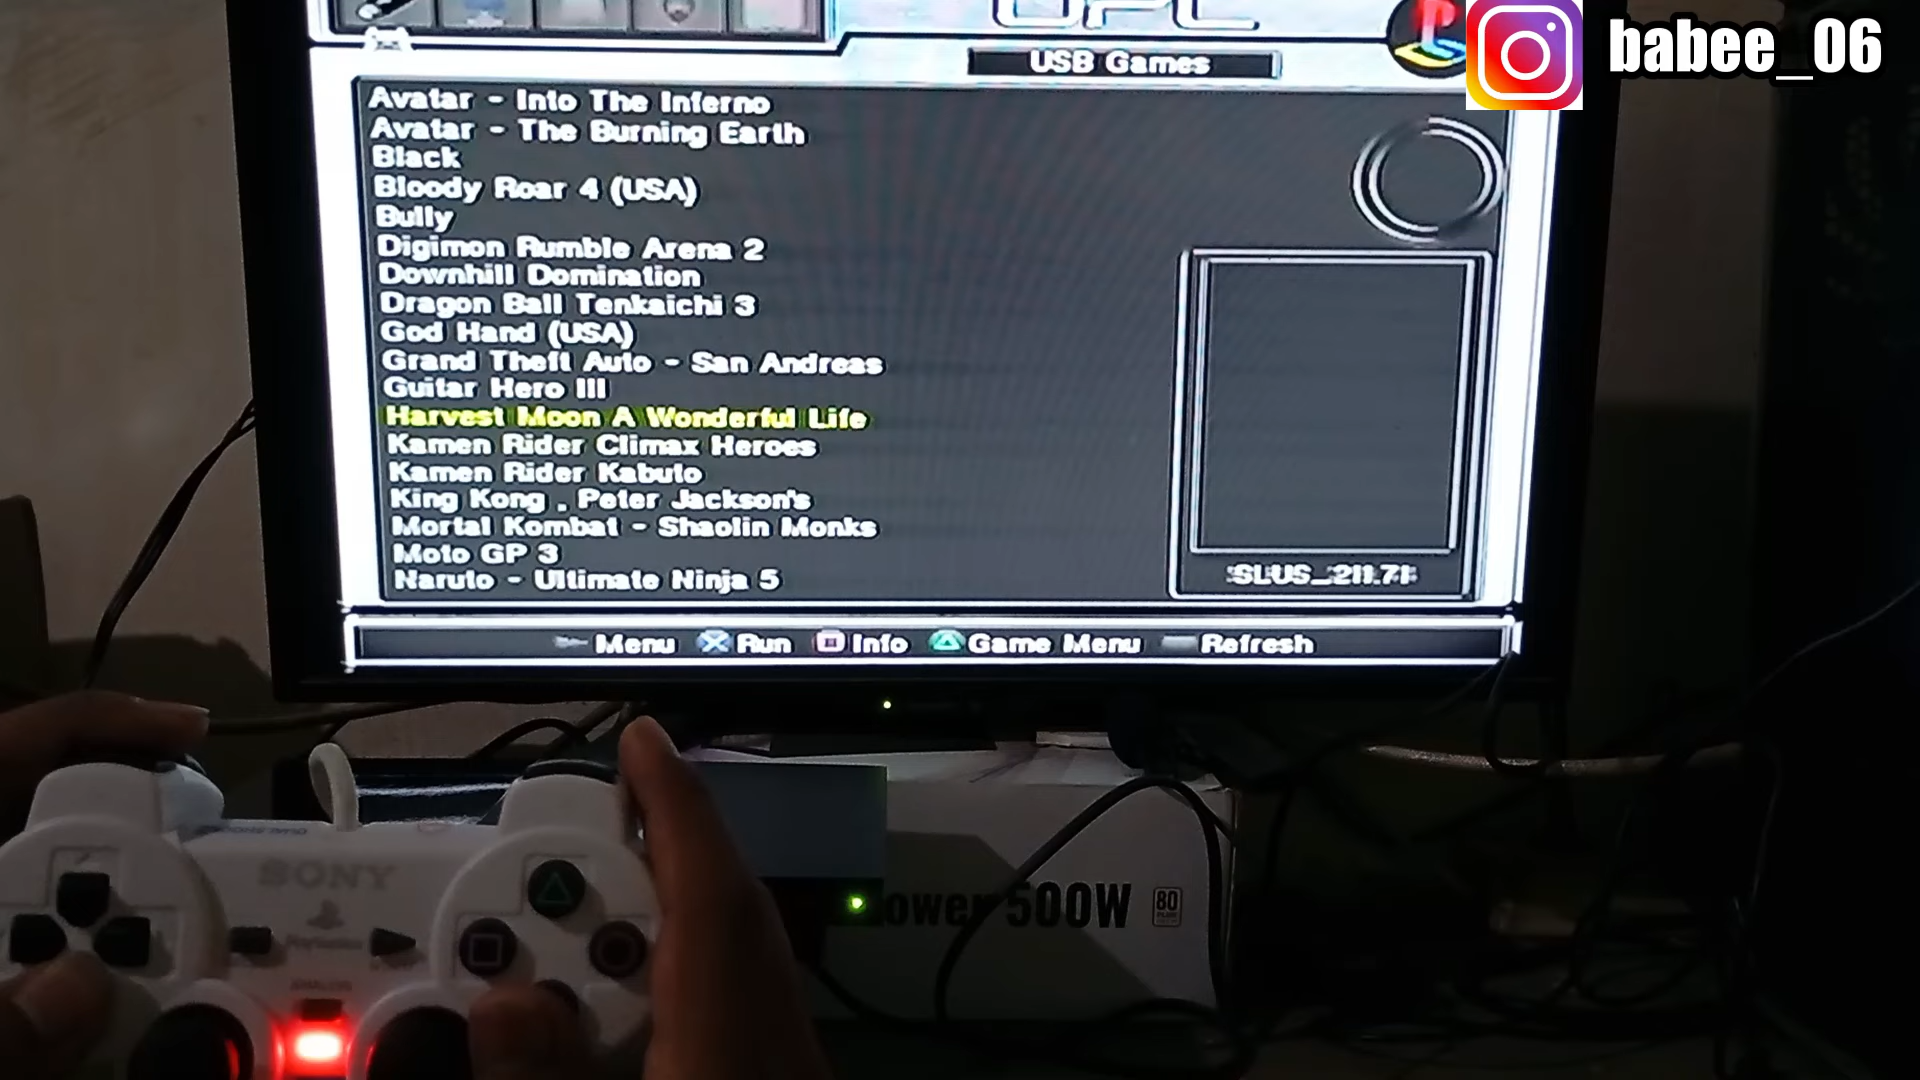 OPL
babee_06
USB Games
Avatar - Into The Inferno
Avatar - The Burning Earth
Black
Bloody Roar 4 (USA)
Bully
Digimon Rumble Arena 2
Downhill Domination
Dragon Ball Tenkaichi 3
God Hand (USA)
Grand Theft Auto - San Andreas
Guitar Hero III
Harvest Moon A Wonderful Life
Kamen Rider Climax Heroes
Kamen Rider Kabuto
King Kong , Peter Jackson's
Mortal Kombat - Shaolin Monks
Moto GP 3
Naruto - Ultimate Ninja 5
SLUS_211.71
Menu Run Info Game Menu Refresh
SONY
ower 500W 80